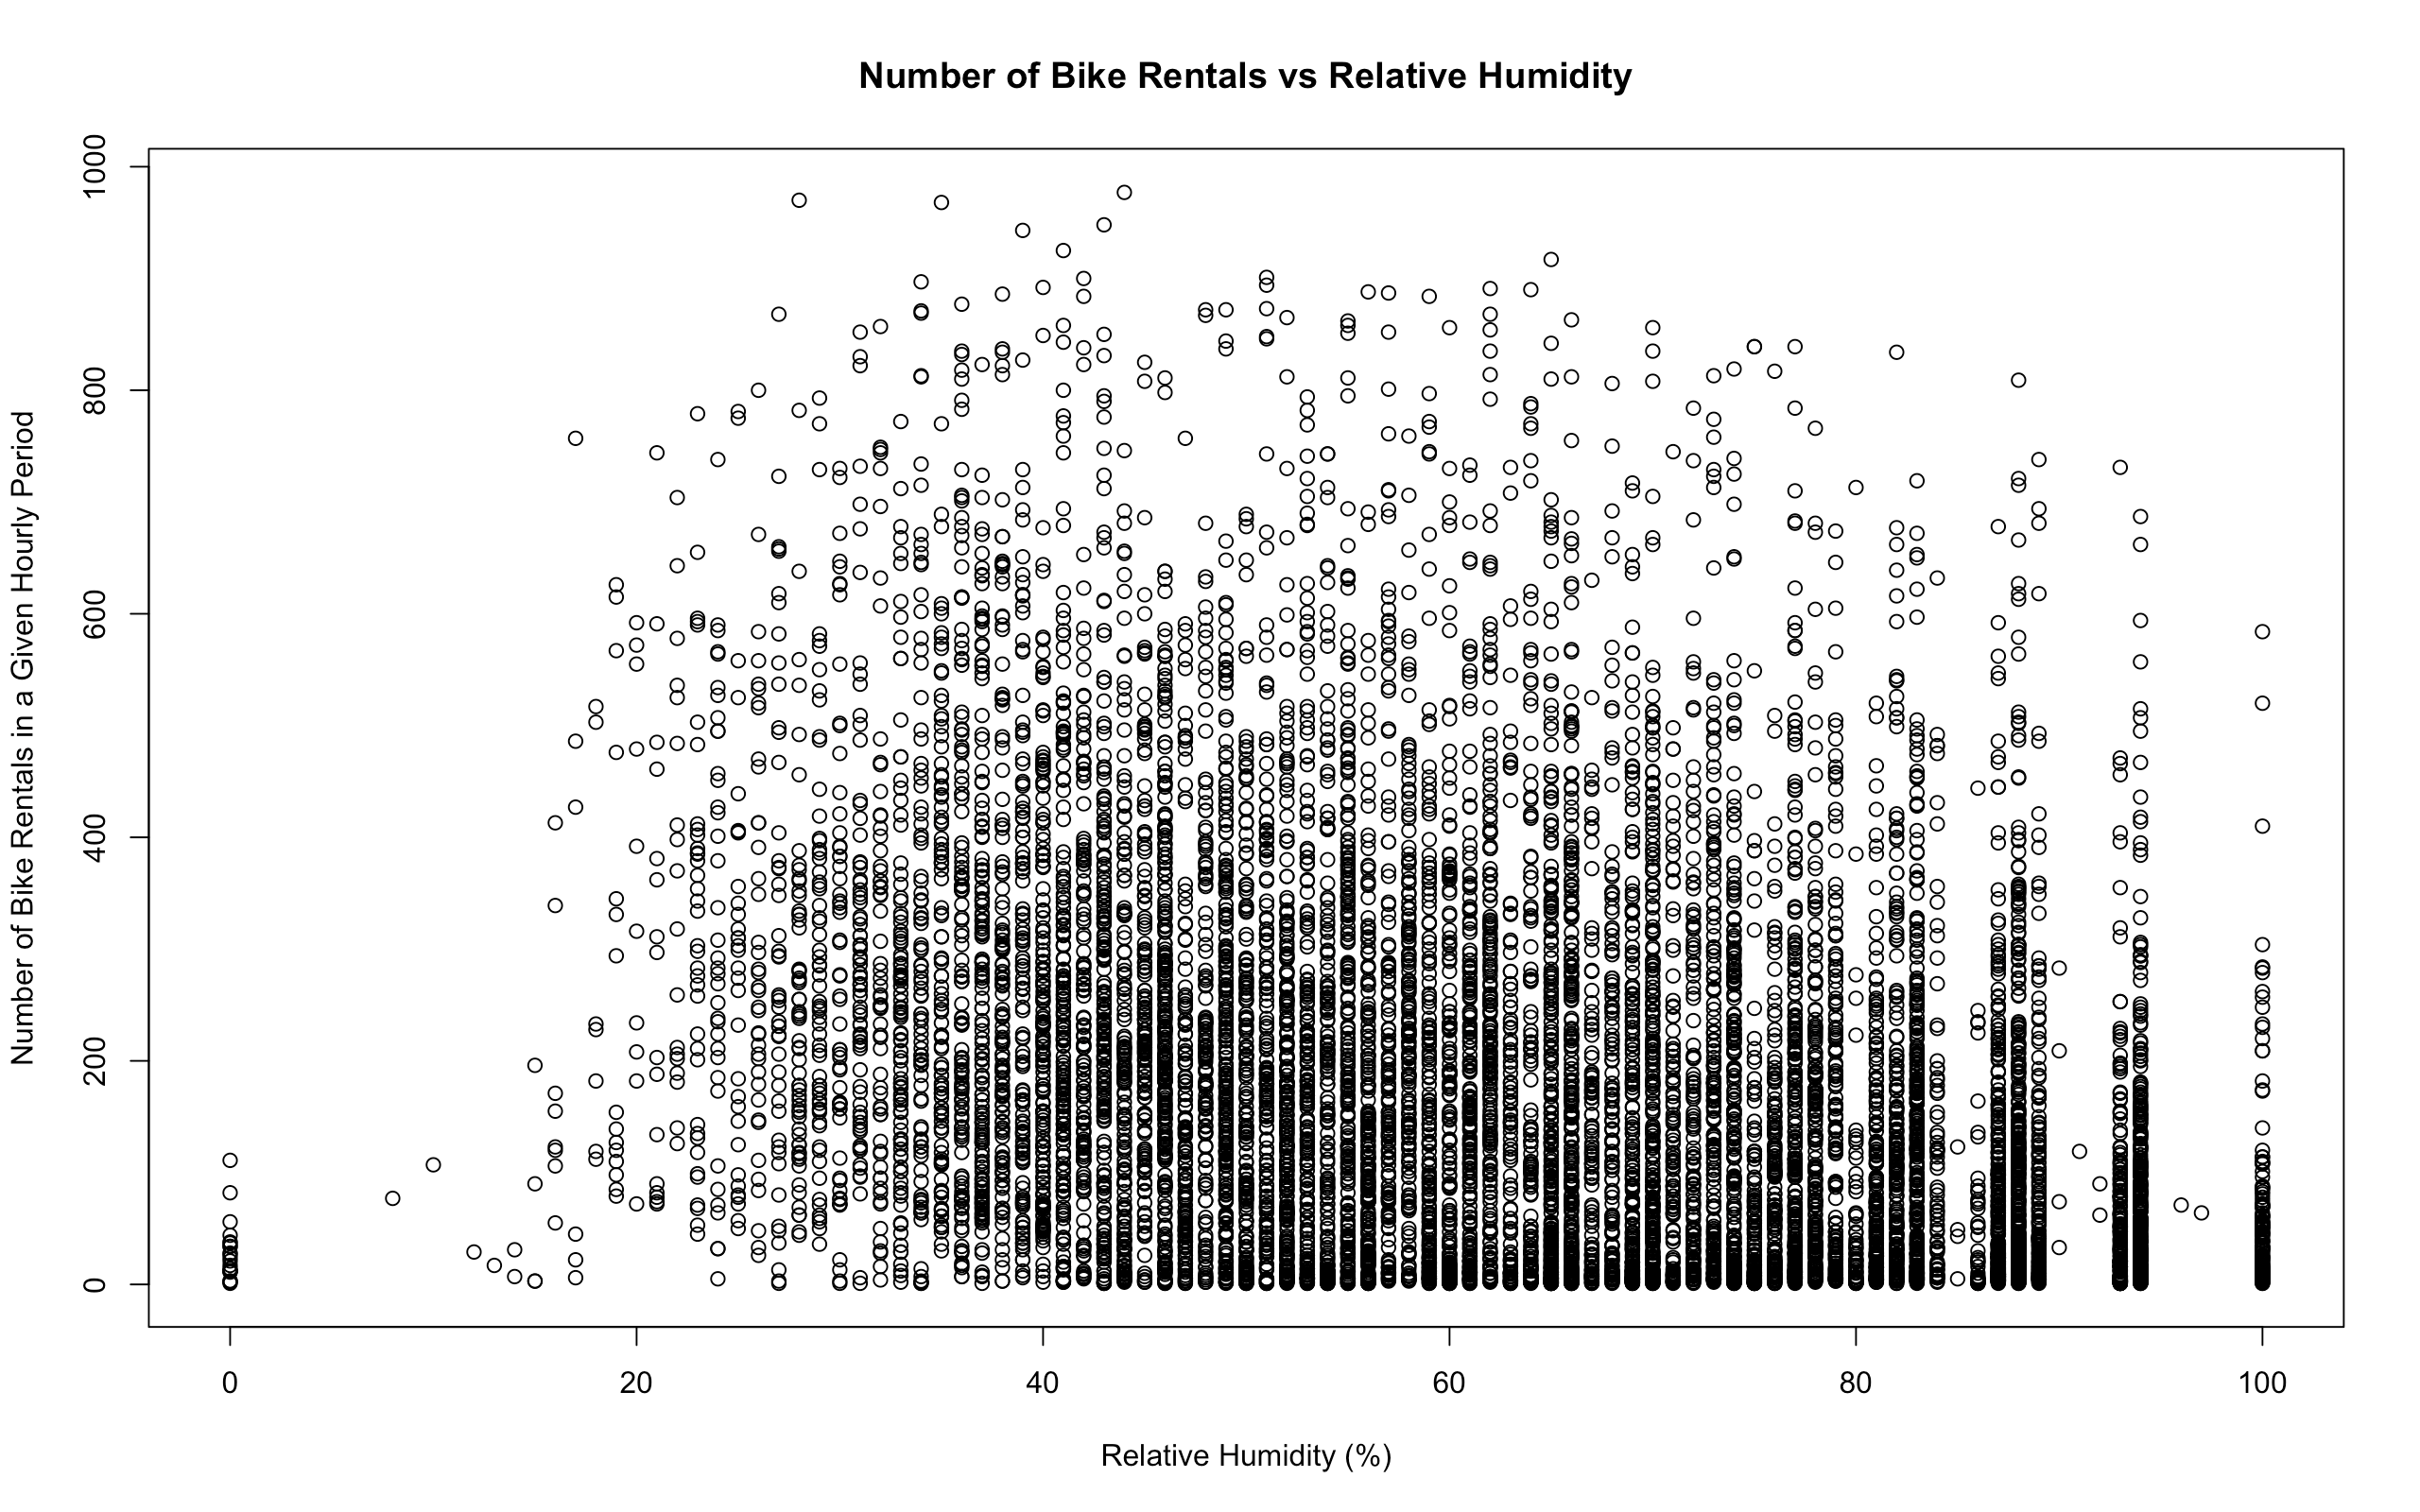 Number of Bike Rentals vs Relative Humidity
Number of Bike Rentals in a Given Hourly Period
1000
800
600
400
200
0
0 20 40 60 80 100
Relative Humidity (%)